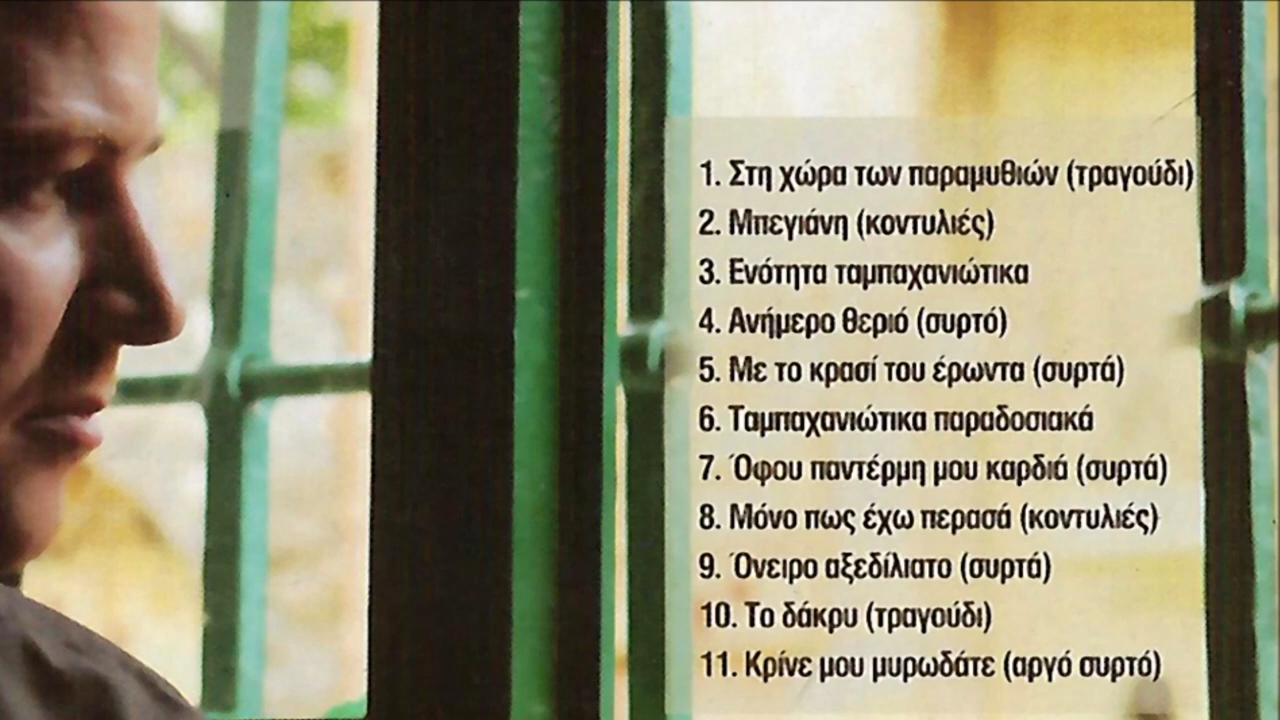 1. Στη χώρα των παραμυθιών (τραγούδι)
2. Μπεγιάνη (κοντυλιές)
3. Ενότητα ταμπαχανιώτικα
4. Ανήμερο θεριό (συρτό)
5. Με το κρασί του έρωντα (συρτά)
6. Ταμπαχανιώτικα παραδοσιακά
7. Όφου παντέρμη μου καρδιά (συρτά)
8. Μόνο πως έχω περασά (κοντυλιές)
9. Όνειρο αξεδίλιατο (συρτά)
10. Το δάκρυ (τραγούδι)
11. Κρίνε μου μυρωδάτε (αργό συρτό)